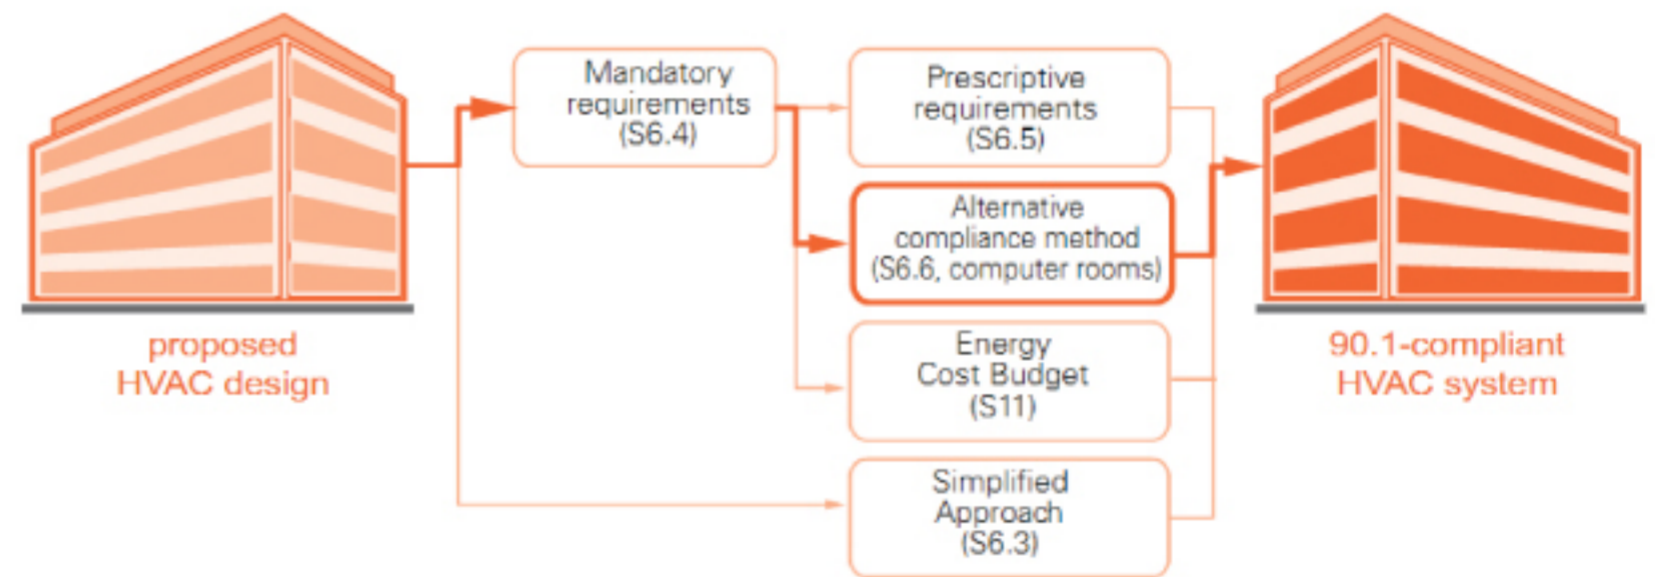 Mandatory
requirements
(S6.4)
Prescriptive
requirements
(S6.5)
Alternative
compliance method
(S6.6, computer rooms)
Energy
Cost Budget
(S11)
Simplified
Approach
(S6.3)
proposed
HVAC design
90.1-compliant
HVAC system